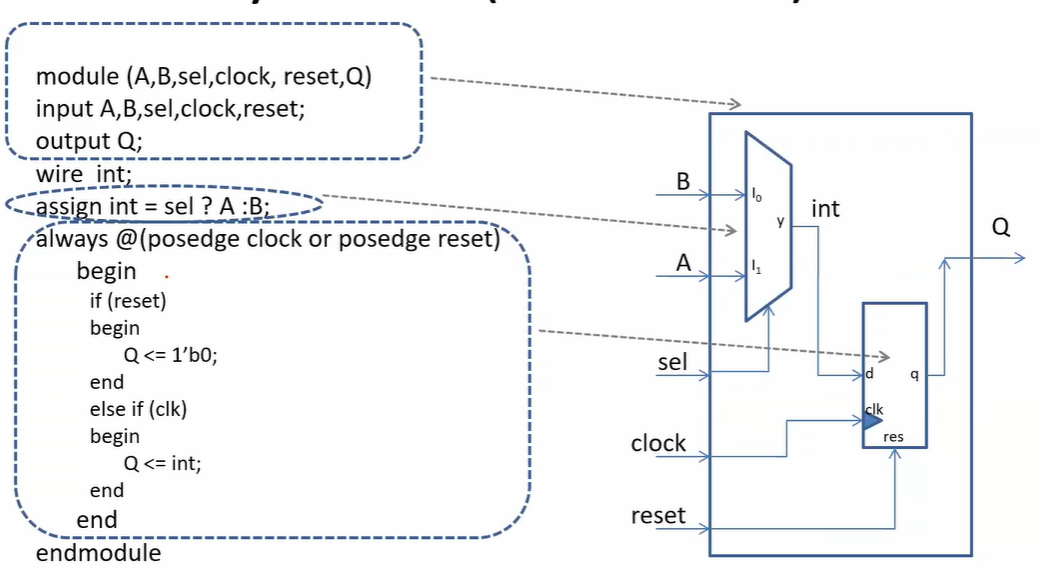 module (A,B,sel,clock, reset,Q)
input A,B,sel,clock,reset;
output Q;
wire int;
assign int = sel ? A :B;
always @(posedge clock or posedge reset)
begin
if (reset)
begin
Q <= 1’b0;
end
else if (clk)
begin
Q <= int;
end
end
endmodule
B
I0
y
int
Q
A
I1
sel
d
q
clk
res
clock
reset